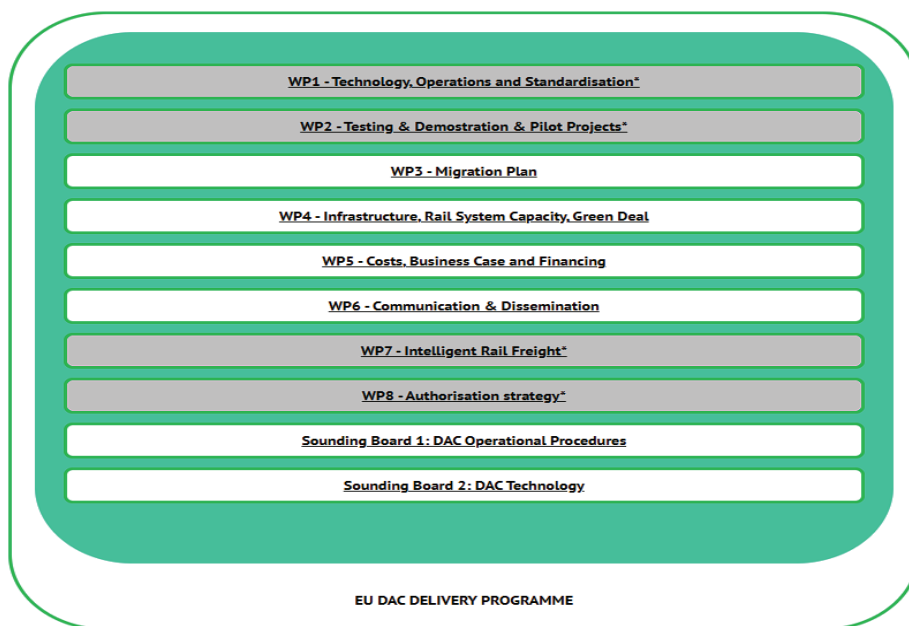 WP1 - Technology, Operations and Standardisation*
WP2 - Testing & Demostration & Pilot Projects*
WP3 - Migration Plan
WP4 - Infrastructure, Rail System Capacity, Green Deal
WP5 - Costs, Business Case and Financing
WP6 - Communication & Dissemination
WP7 - Intelligent Rail Freight*
WP8 - Authorisation strategy*
Sounding Board 1: DAC Operational Procedures
Sounding Board 2: DAC Technology
EU DAC DELIVERY PROGRAMME